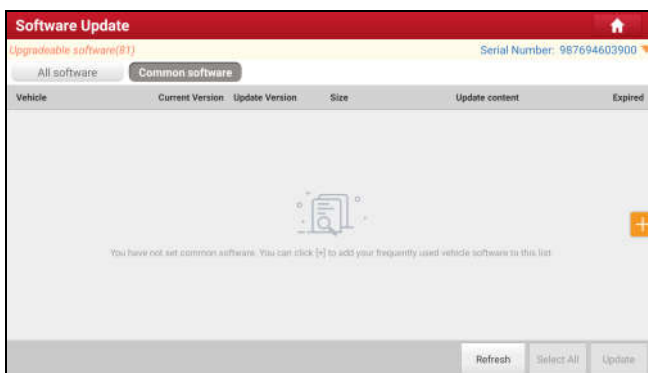 Software Update
Upgradeable software(81)
Serial Number: 987694603900
All software
Common software
Vehicle Current Version Update Version Size Update content Expired
You have not set common software. You can click [+] to add your frequently used vehicle software to this list
+
Refresh Select All Update